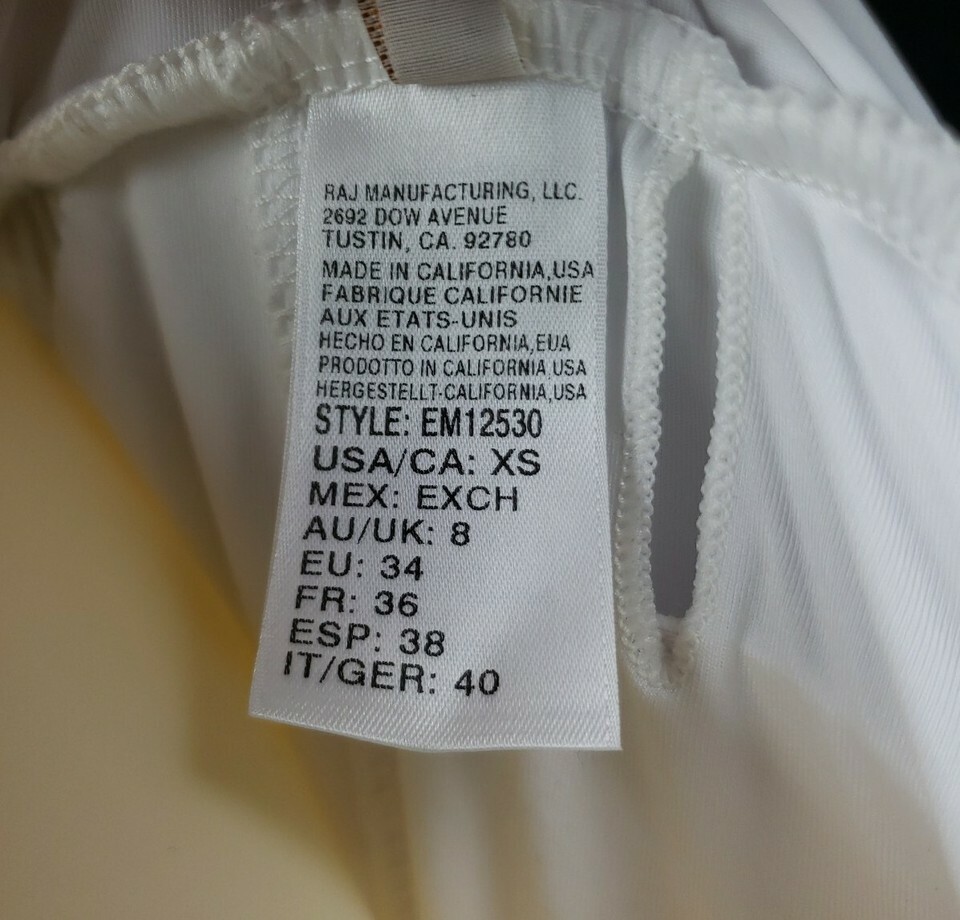 RAJ MANUFACTURING, LLC.
2692 DOW AVENUE
TUSTIN, CA. 92780
MADE IN CALIFORNIA,USA
FABRIQUE CALIFORNIE
AUX ETATS-UNIS
HECHO EN CALIFORNIA,EUA
PRODOTTO IN CALIFORNIA,USA
HERGESTELLT-CALIFORNIA,USA
STYLE: EM12530
USA/CA: XS
MEX: EXCH
AU/UK: 8
EU: 34
FR: 36
ESP: 38
IT/GER: 40